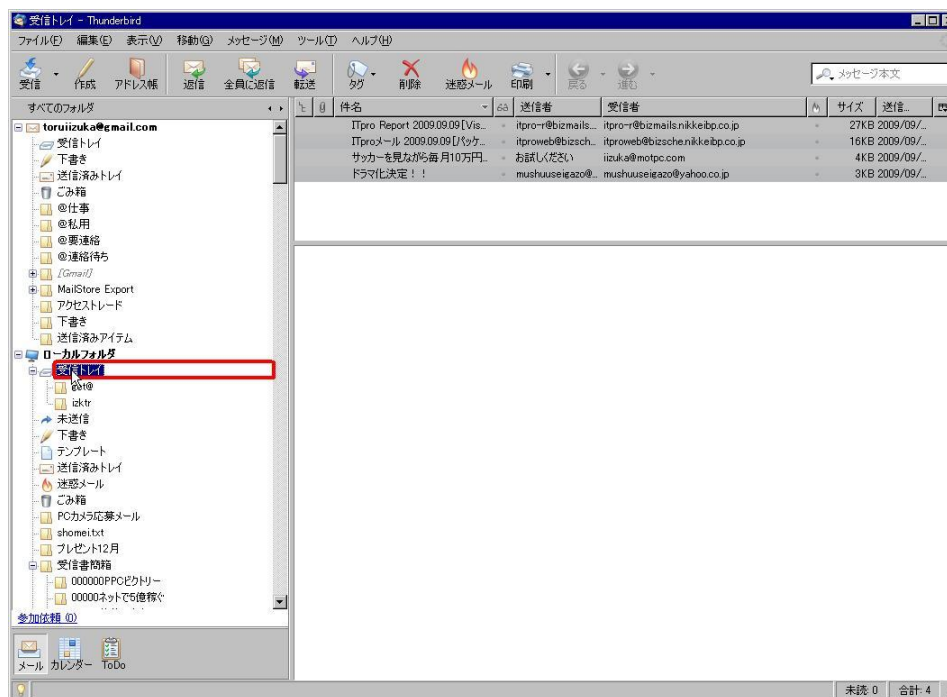 受信トレイ - Thunderbird
ファイル(F) 編集(E) 表示(V) 移動(G) メッセージ(M) ツール(T) ヘルプ(H)
受信 作成 アドレス帳 返信 全員に返信 転送 タグ 削除 迷惑メール 印刷 戻る 進む メッセージ本文
すべてのフォルダ
件名 送信者 受信者 サイズ 送信...
ITpro Report 2009.09.09 [Vis... itpro-r@bizmails... itpro-r@bizmails.nikkeibp.co.jp 27KB 2009/09/...
ITproメール 2009.09.09 [パッケ... itproweb@bizsch... itproweb@bizsche.nikkeibp.co.jp 16KB 2009/09/...
サッカーを見ながら毎月10万円... お試しください iizuka@motpc.com 4KB 2009/09/...
ドラマ化決定!! mushuuseigazo@... mushuuseigazo@yahoo.co.jp 3KB 2009/09/...
toruiizuka@gmail.com
受信トレイ
下書き
送信済みトレイ
ごみ箱
@仕事
@私用
@要連絡
@連絡待ち
[Gmail]
MailStore Export
アクセストレード
下書き
送信済みアイテム
ローカルフォルダ
受信トレイ
izktr
未送信
下書き
テンプレート
送信済みトレイ
迷惑メール
ごみ箱
PCカメラ応募メール
shomei.txt
プレゼント12月
受信書簡箱
000000PPCビクトリー
00000ネットで5億稼ぐ
参加依頼 (0)
メール カレンダー ToDo
未読: 0 合計: 4